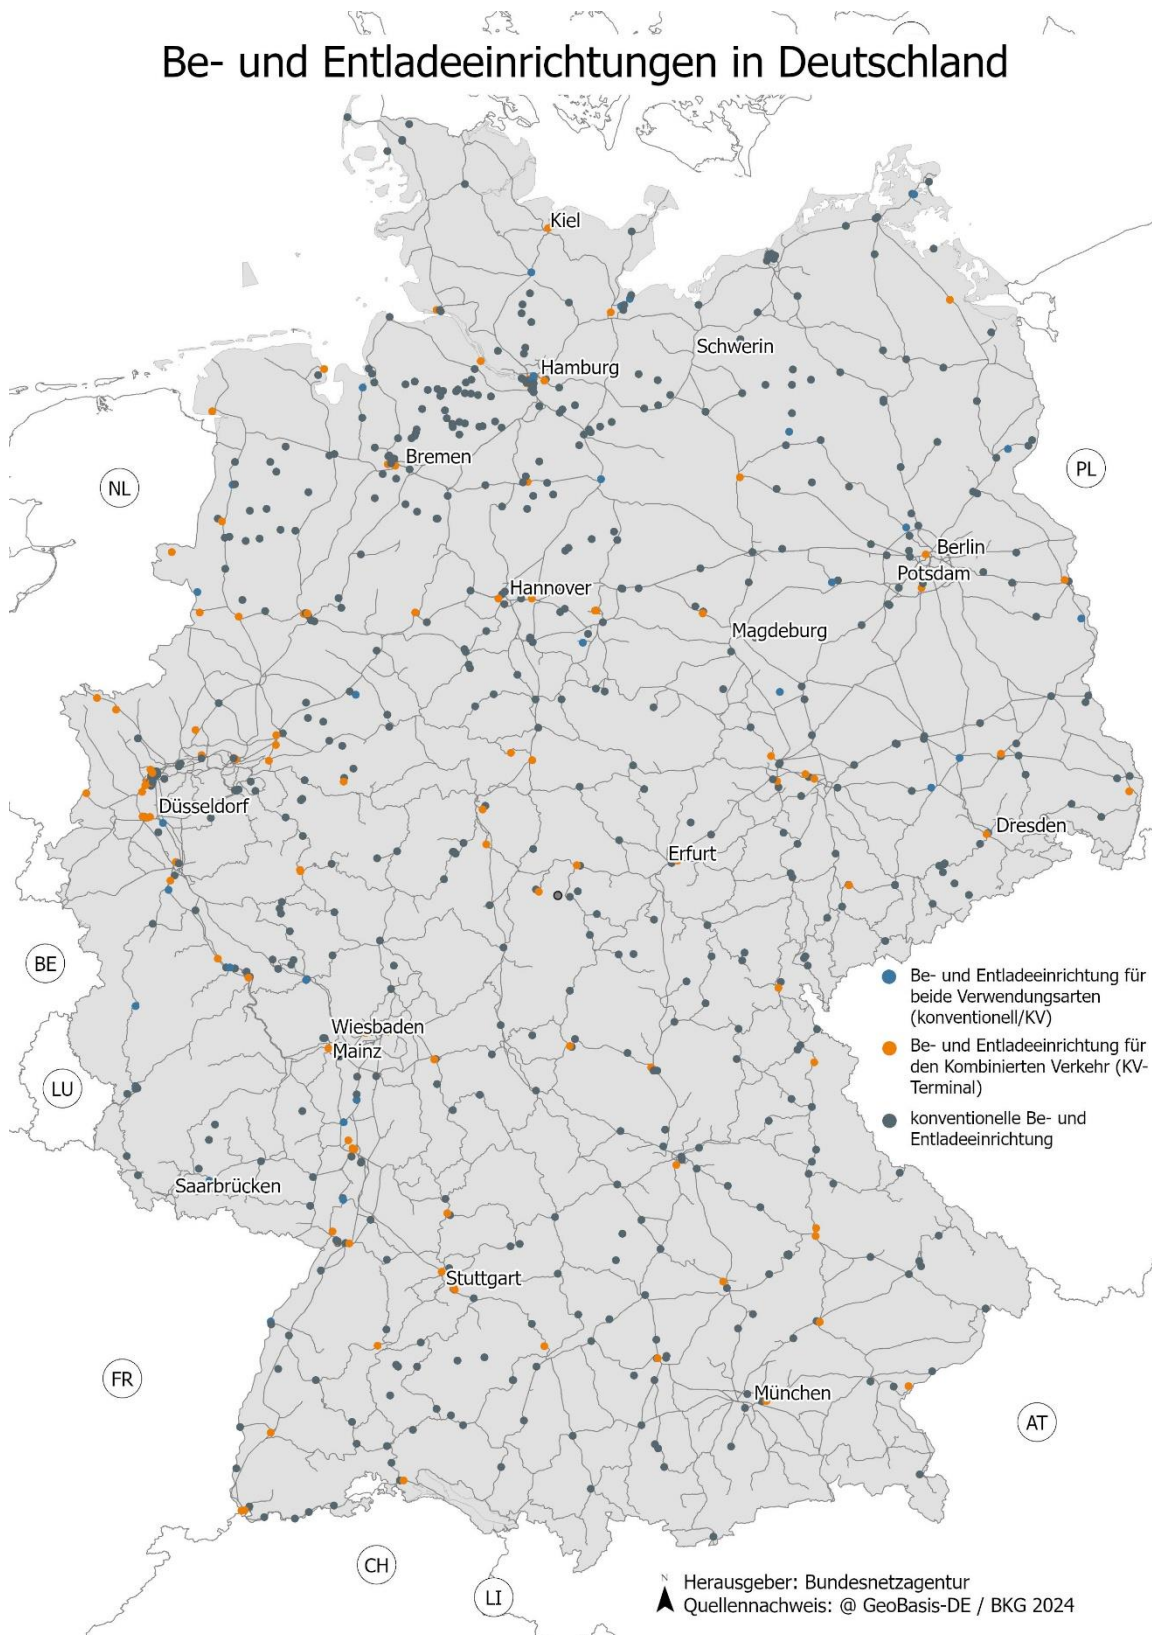 Be- und Entladeeinrichtungen in Deutschland
Kiel
Schwerin
Hamburg
Bremen
NL
PL
Berlin
Potsdam
Hannover
Magdeburg
Düsseldorf
Dresden
Erfurt
BE
Be- und Entladeeinrichtung für
beide Verwendungsarten
(konventionell/KV)
Wiesbaden
Mainz
Be- und Entladeeinrichtung für
den Kombinierten Verkehr (KV-
Terminal)
LU
konventionelle Be- und
Entladeeinrichtung
Saarbrücken
Stuttgart
FR
München
AT
CH
LI
N
Herausgeber: Bundesnetzagentur
Quellennachweis: @ GeoBasis-DE / BKG 2024